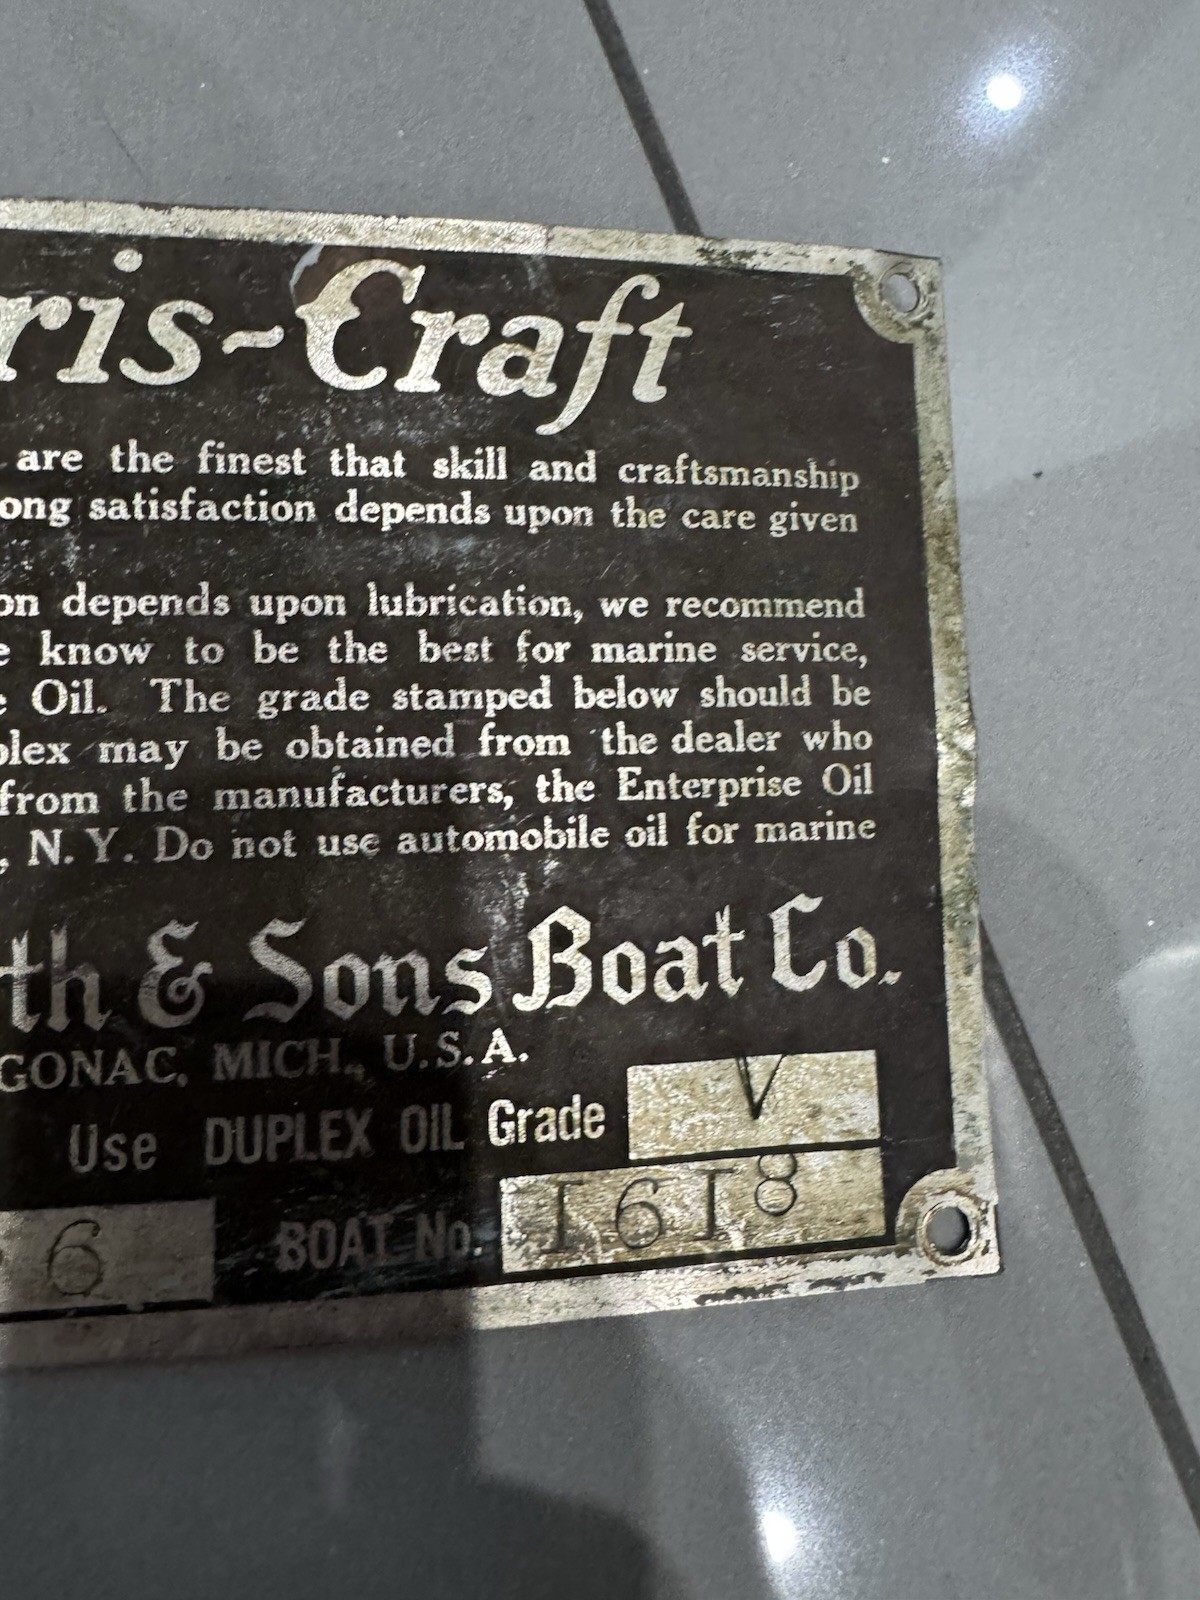 ris-Craft
are the finest that skill and craftsmanship
ong satisfaction depends upon the care given
on depends upon lubrication, we recommend
e know to be the best for marine service,
e Oil. The grade stamped below should be
plex may be obtained from the dealer who
from the manufacturers, the Enterprise Oil
, N.Y. Do not use automobile oil for marine
th & Sons Boat Co.
GONAC, MICH., U.S.A.
Use DUPLEX OIL Grade V
6 BOAT No. 1618